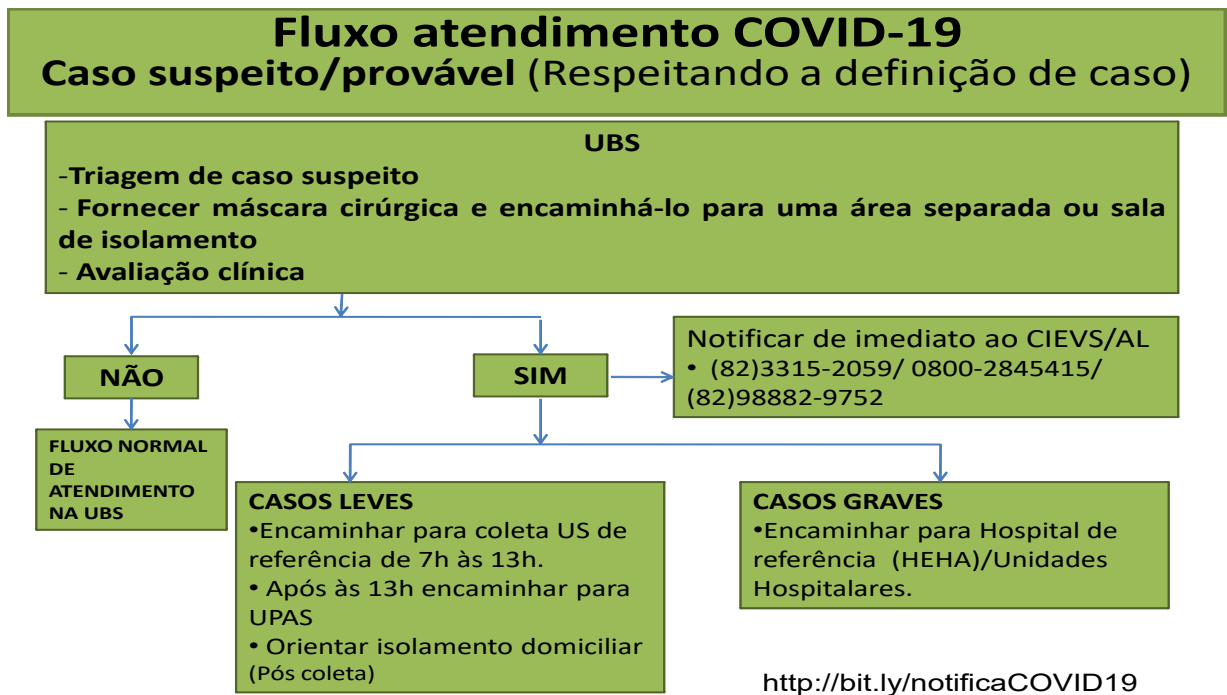 Fluxo atendimento COVID-19
Caso suspeito/provável (Respeitando a definição de caso)
UBS
-Triagem de caso suspeito
- Fornecer máscara cirúrgica e encaminhá-lo para uma área separada ou sala
de isolamento
- Avaliação clínica
NÃO
SIM
Notificar de imediato ao CIEVS/AL
• (82)3315-2059/ 0800-2845415/
(82)98882-9752
FLUXO NORMAL
DE
ATENDIMENTO
NA UBS
CASOS LEVES
•Encaminhar para coleta US de
referência de 7h às 13h.
• Após às 13h encaminhar para
UPAS
• Orientar isolamento domiciliar
(Pós coleta)
CASOS GRAVES
•Encaminhar para Hospital de
referência (HEHA)/Unidades
Hospitalares.
http://bit.ly/notificaCOVID19